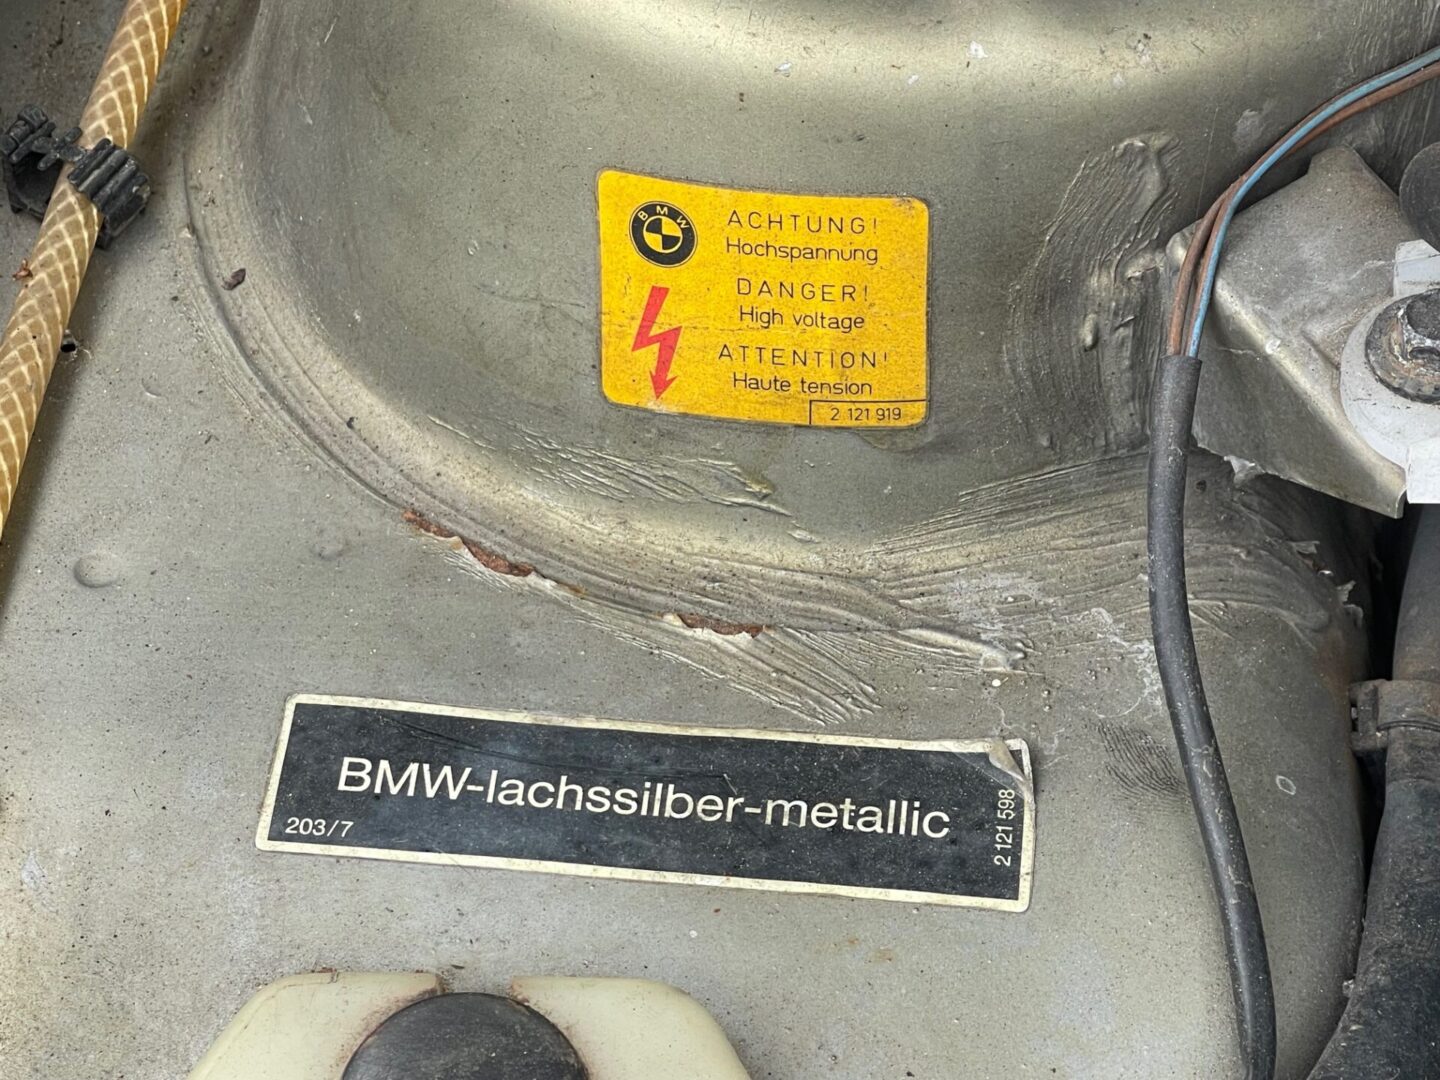 BMW
ACHTUNG!
Hochspannung
DANGER!
High voltage
ATTENTION!
Haute tension
2 121 919
BMW-lachssilber-metallic
203/7
2 121 598